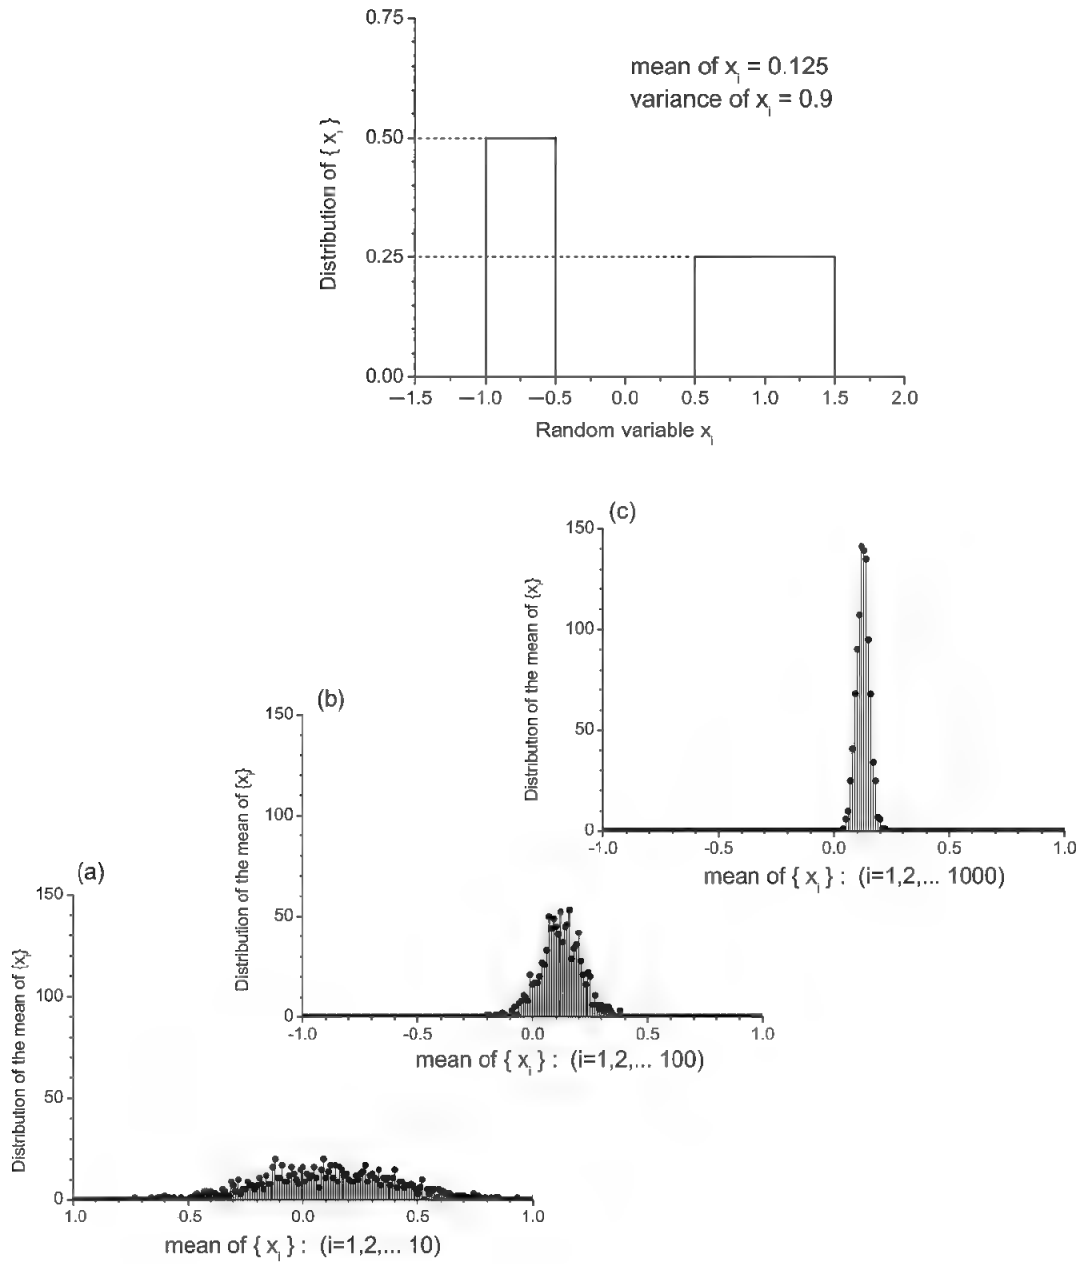 0.75
mean of x_i = 0.125
variance of x_i = 0.9
0.50
Distribution of { x_i }
0.25
0.00
−1.5 −1.0 −0.5 0.0 0.5 1.0 1.5 2.0
Random variable x_i
(c)
150
100
50
0
Distribution of the mean of {x_i}
-1.0 -0.5 0.0 0.5 1.0
mean of { x_i } : (i=1,2,... 1000)
(b)
150
100
50
0
Distribution of the mean of {x_i}
-1.0 -0.5 0.0 0.5 1.0
mean of { x_i } : (i=1,2,... 100)
(a)
150
100
50
0
Distribution of the mean of {x_i}
1.0 0.5 0.0 0.5 1.0
mean of { x_i } : (i=1,2,... 10)